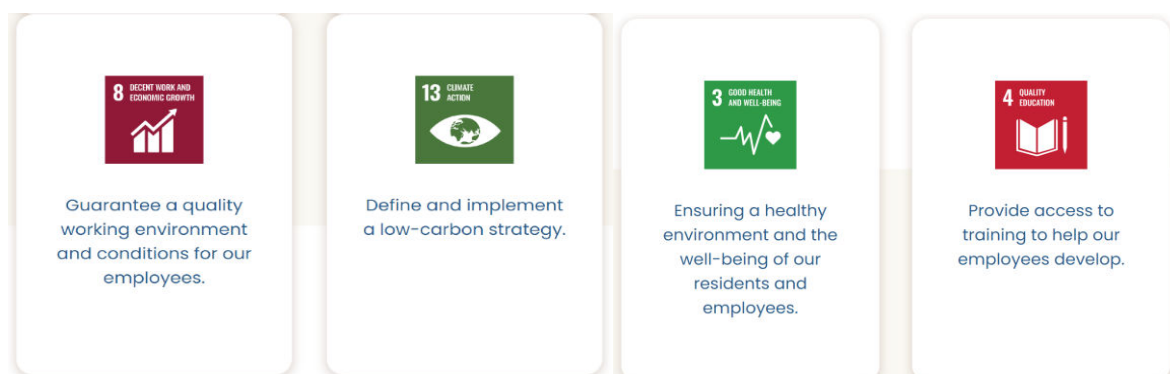 8 DECENT WORK AND
ECONOMIC GROWTH
Guarantee a quality
working environment
and conditions for our
employees.
13 CLIMATE
ACTION
Define and implement
a low-carbon strategy.
3 GOOD HEALTH
AND WELL-BEING
Ensuring a healthy
environment and the
well-being of our
residents and
employees.
4 QUALITY
EDUCATION
Provide access to
training to help our
employees develop.